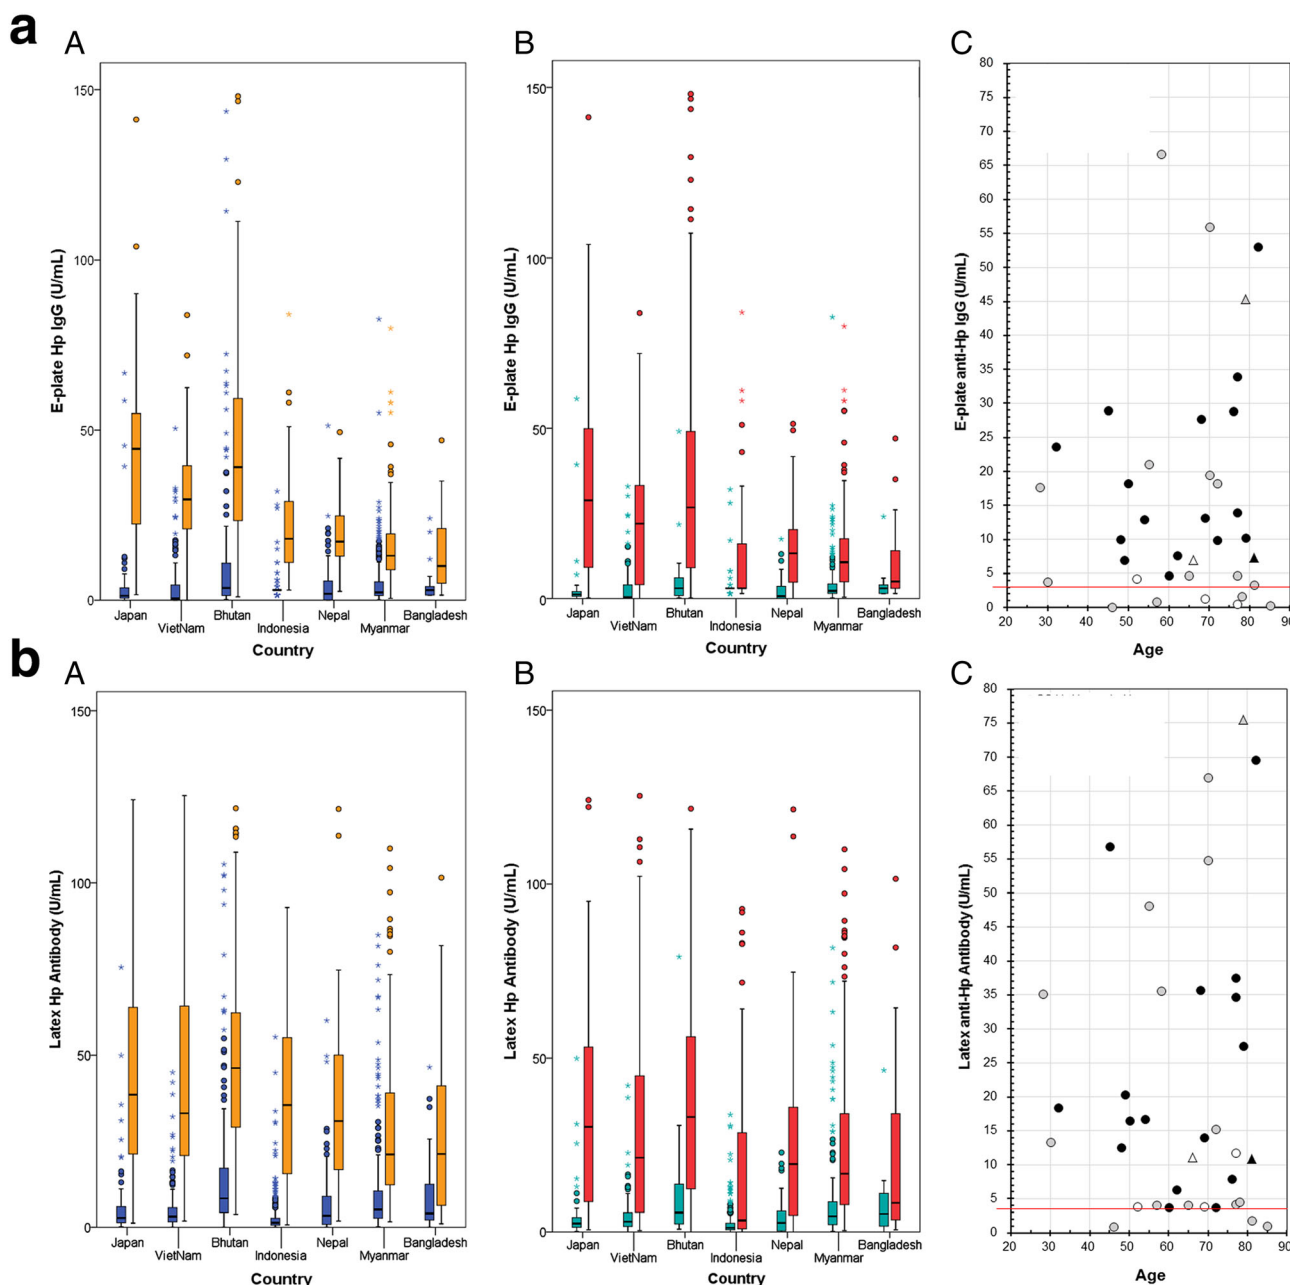 a
A
B
C
E-plate Hp IgG (U/mL)
150
100
50
0
Japan
VietNam
Bhutan
Indonesia
Nepal
Myanmar
Bangladesh
Country
E-plate Hp IgG (U/mL)
150
100
50
0
Japan
VietNam
Bhutan
Indonesia
Nepal
Myanmar
Bangladesh
Country
E-plate anti-Hp IgG (U/mL)
80
75
70
65
60
55
50
45
40
35
30
25
20
15
10
5
0
20 30 40 50 60 70 80 90
Age
b
A
B
C
Latex Hp Antibody (U/mL)
150
100
50
0
Japan
VietNam
Bhutan
Indonesia
Nepal
Myanmar
Bangladesh
Country
Latex Hp Antibody (U/mL)
150
100
50
0
Japan
VietNam
Bhutan
Indonesia
Nepal
Myanmar
Bangladesh
Country
Latex anti-Hp Antibody (U/mL)
80
75
70
65
60
55
50
45
40
35
30
25
20
15
10
5
0
20 30 40 50 60 70 80 90
Age